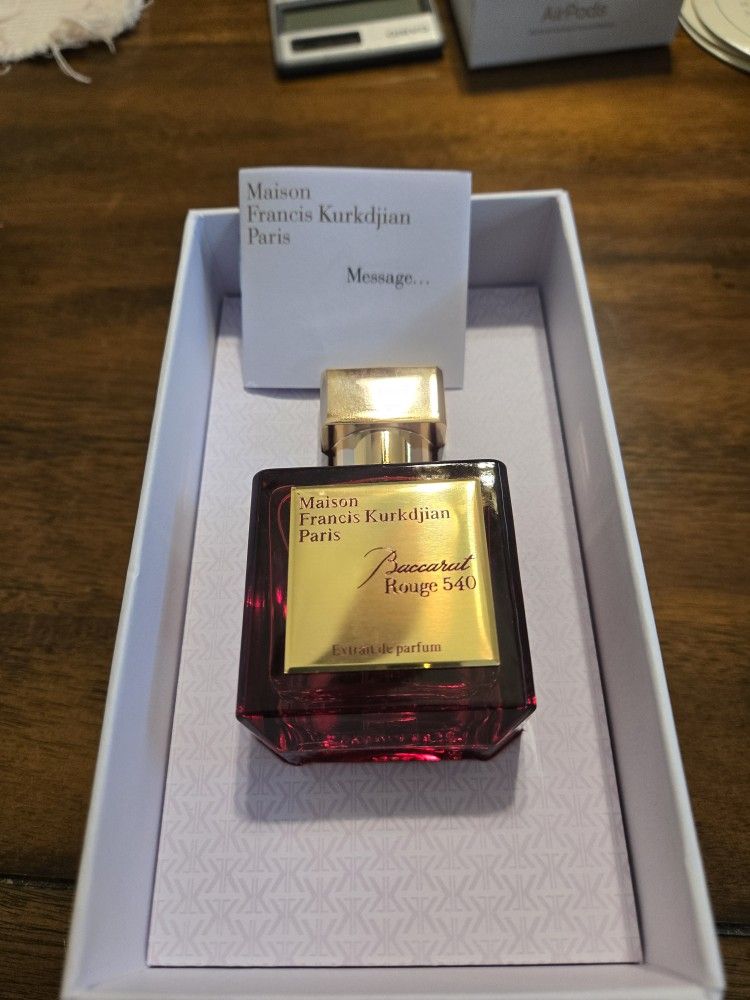 AirPods
Maison
Francis Kurkdjian
Paris
Message...
Maison
Francis Kurkdjian
Paris
Baccarat
Rouge 540
Extrait de parfum